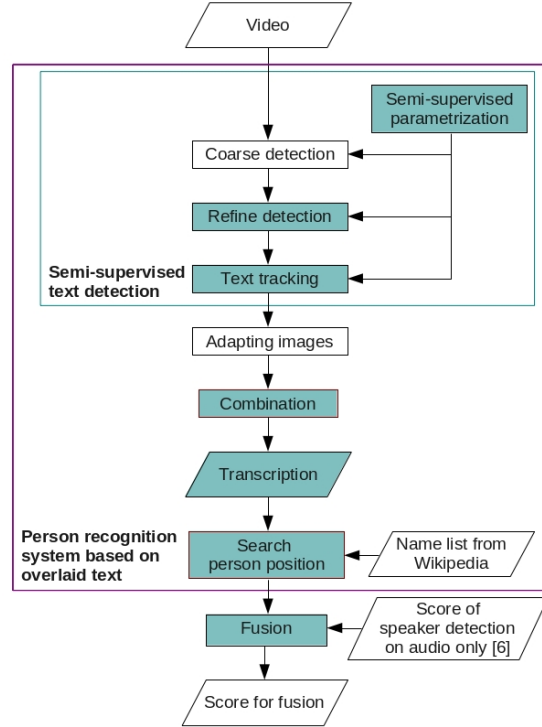 Video
Semi-supervised
parametrization
Coarse detection
Refine detection
Semi-supervised
text detection
Text tracking
Adapting images
Combination
Transcription
Person recognition
system based on
overlaid text
Search
person position
Name list from
Wikipedia
Fusion
Score of
speaker detection
on audio only [6]
Score for fusion